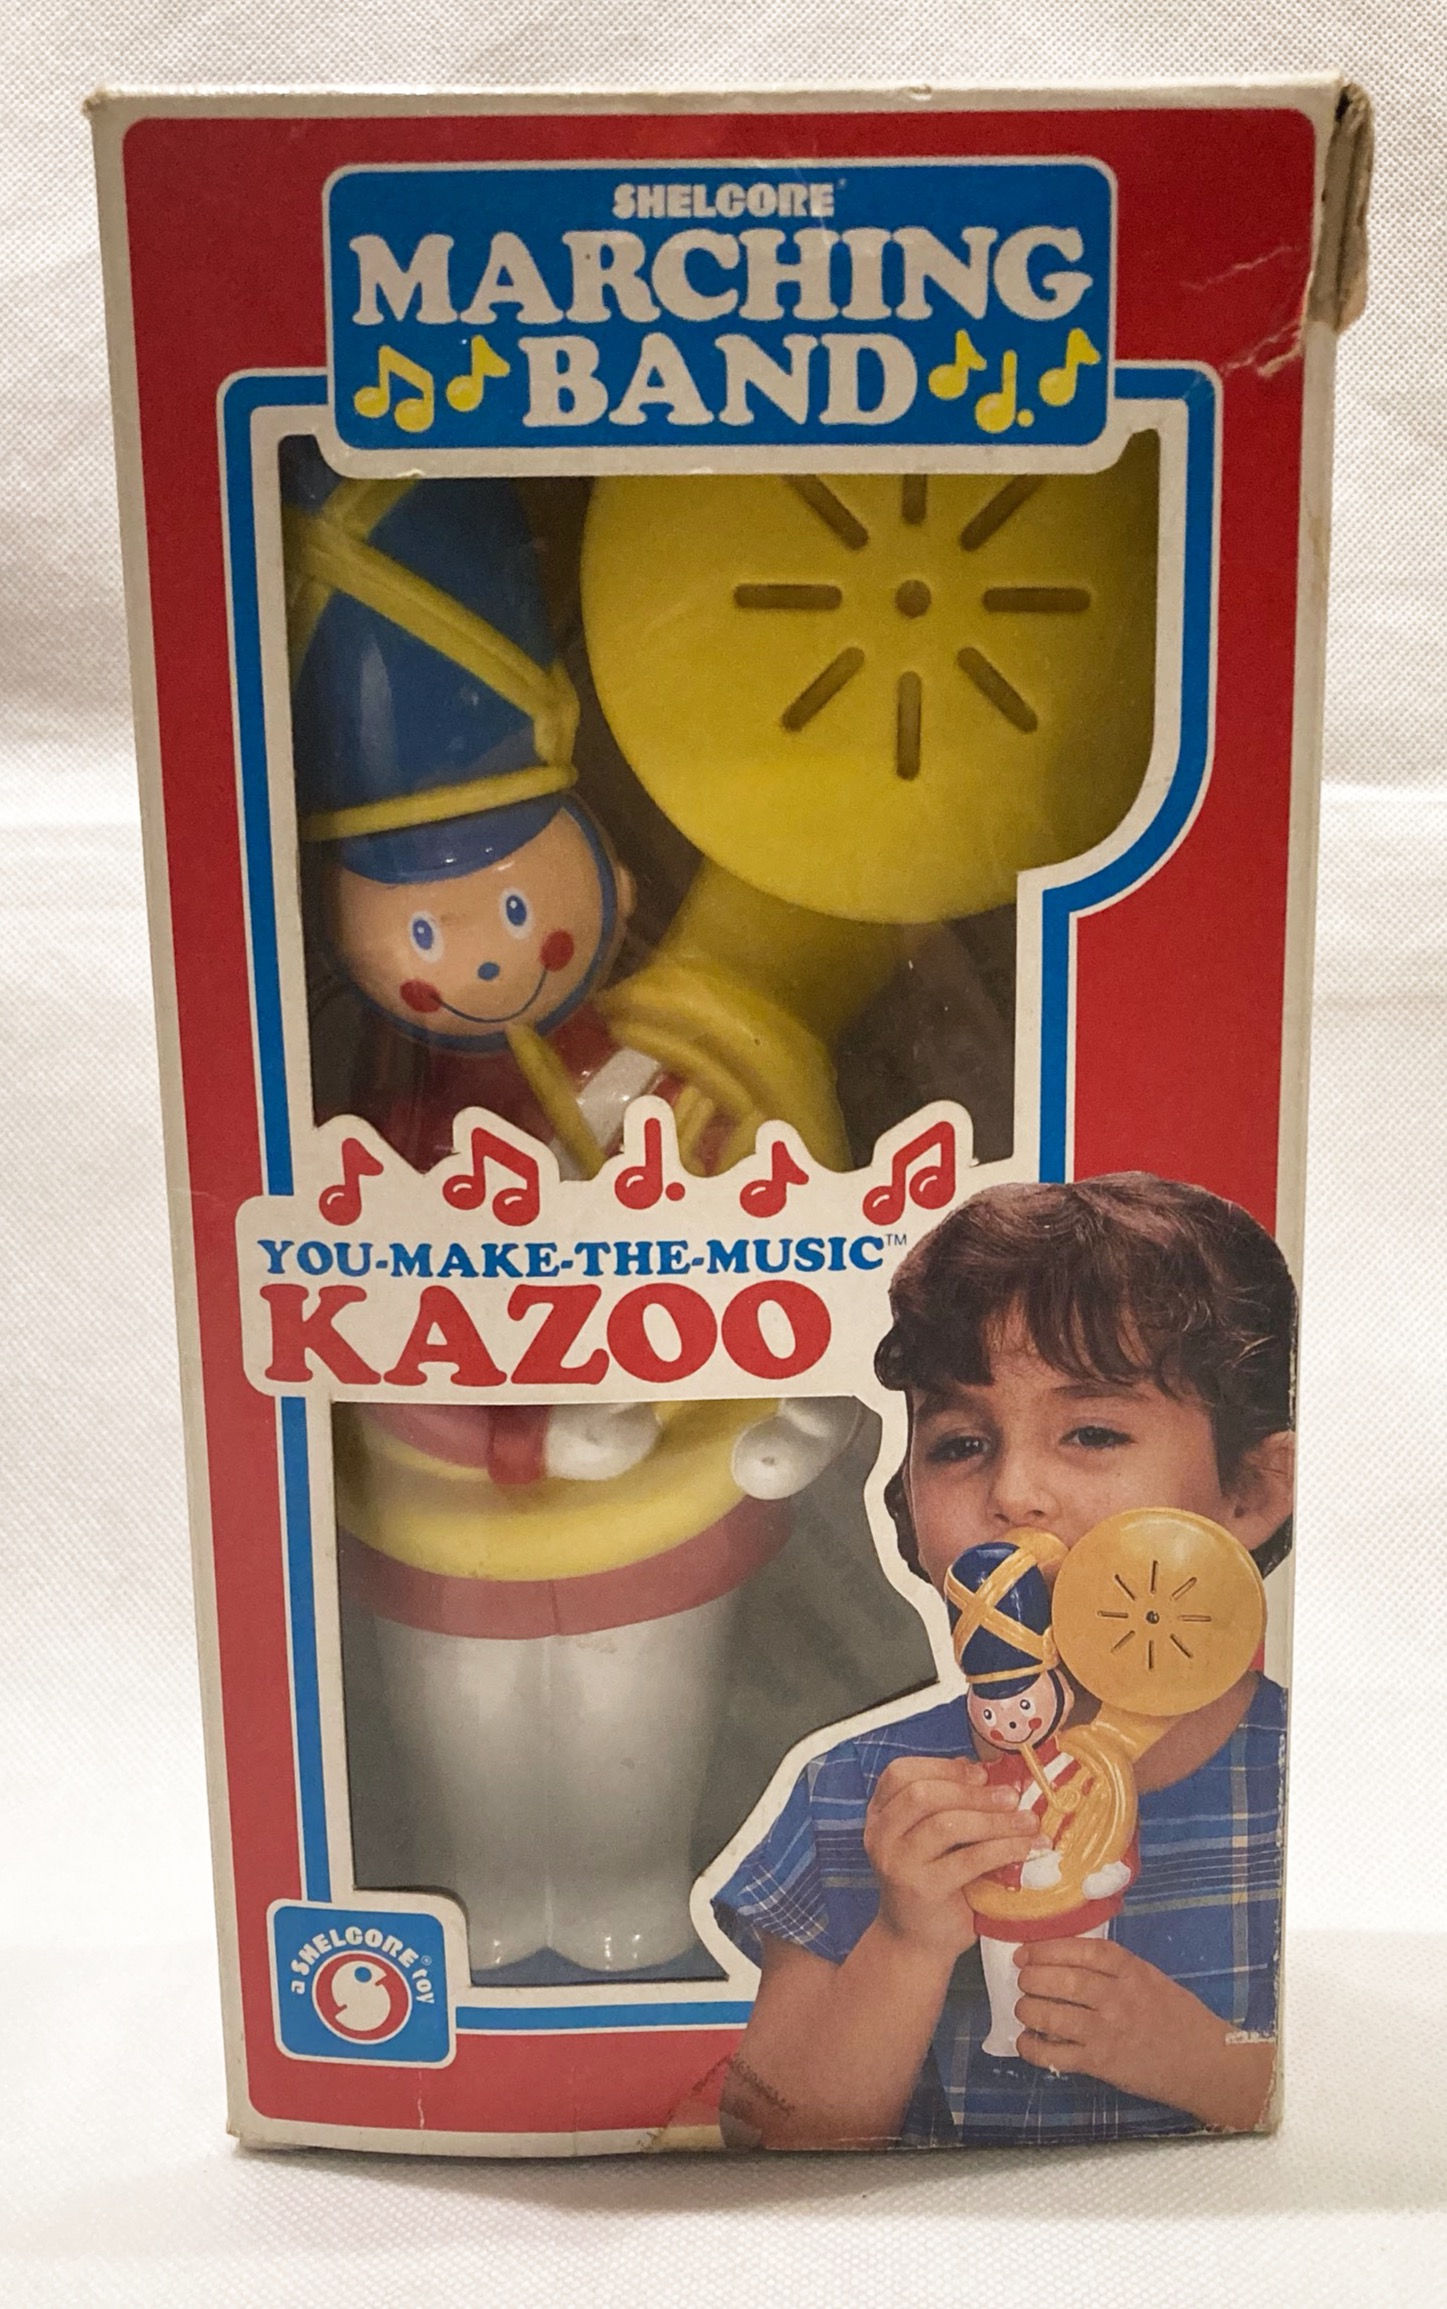 SHELCORE®
MARCHING
BAND
YOU-MAKE-THE-MUSIC™
KAZOO
a SHELCORE® toy